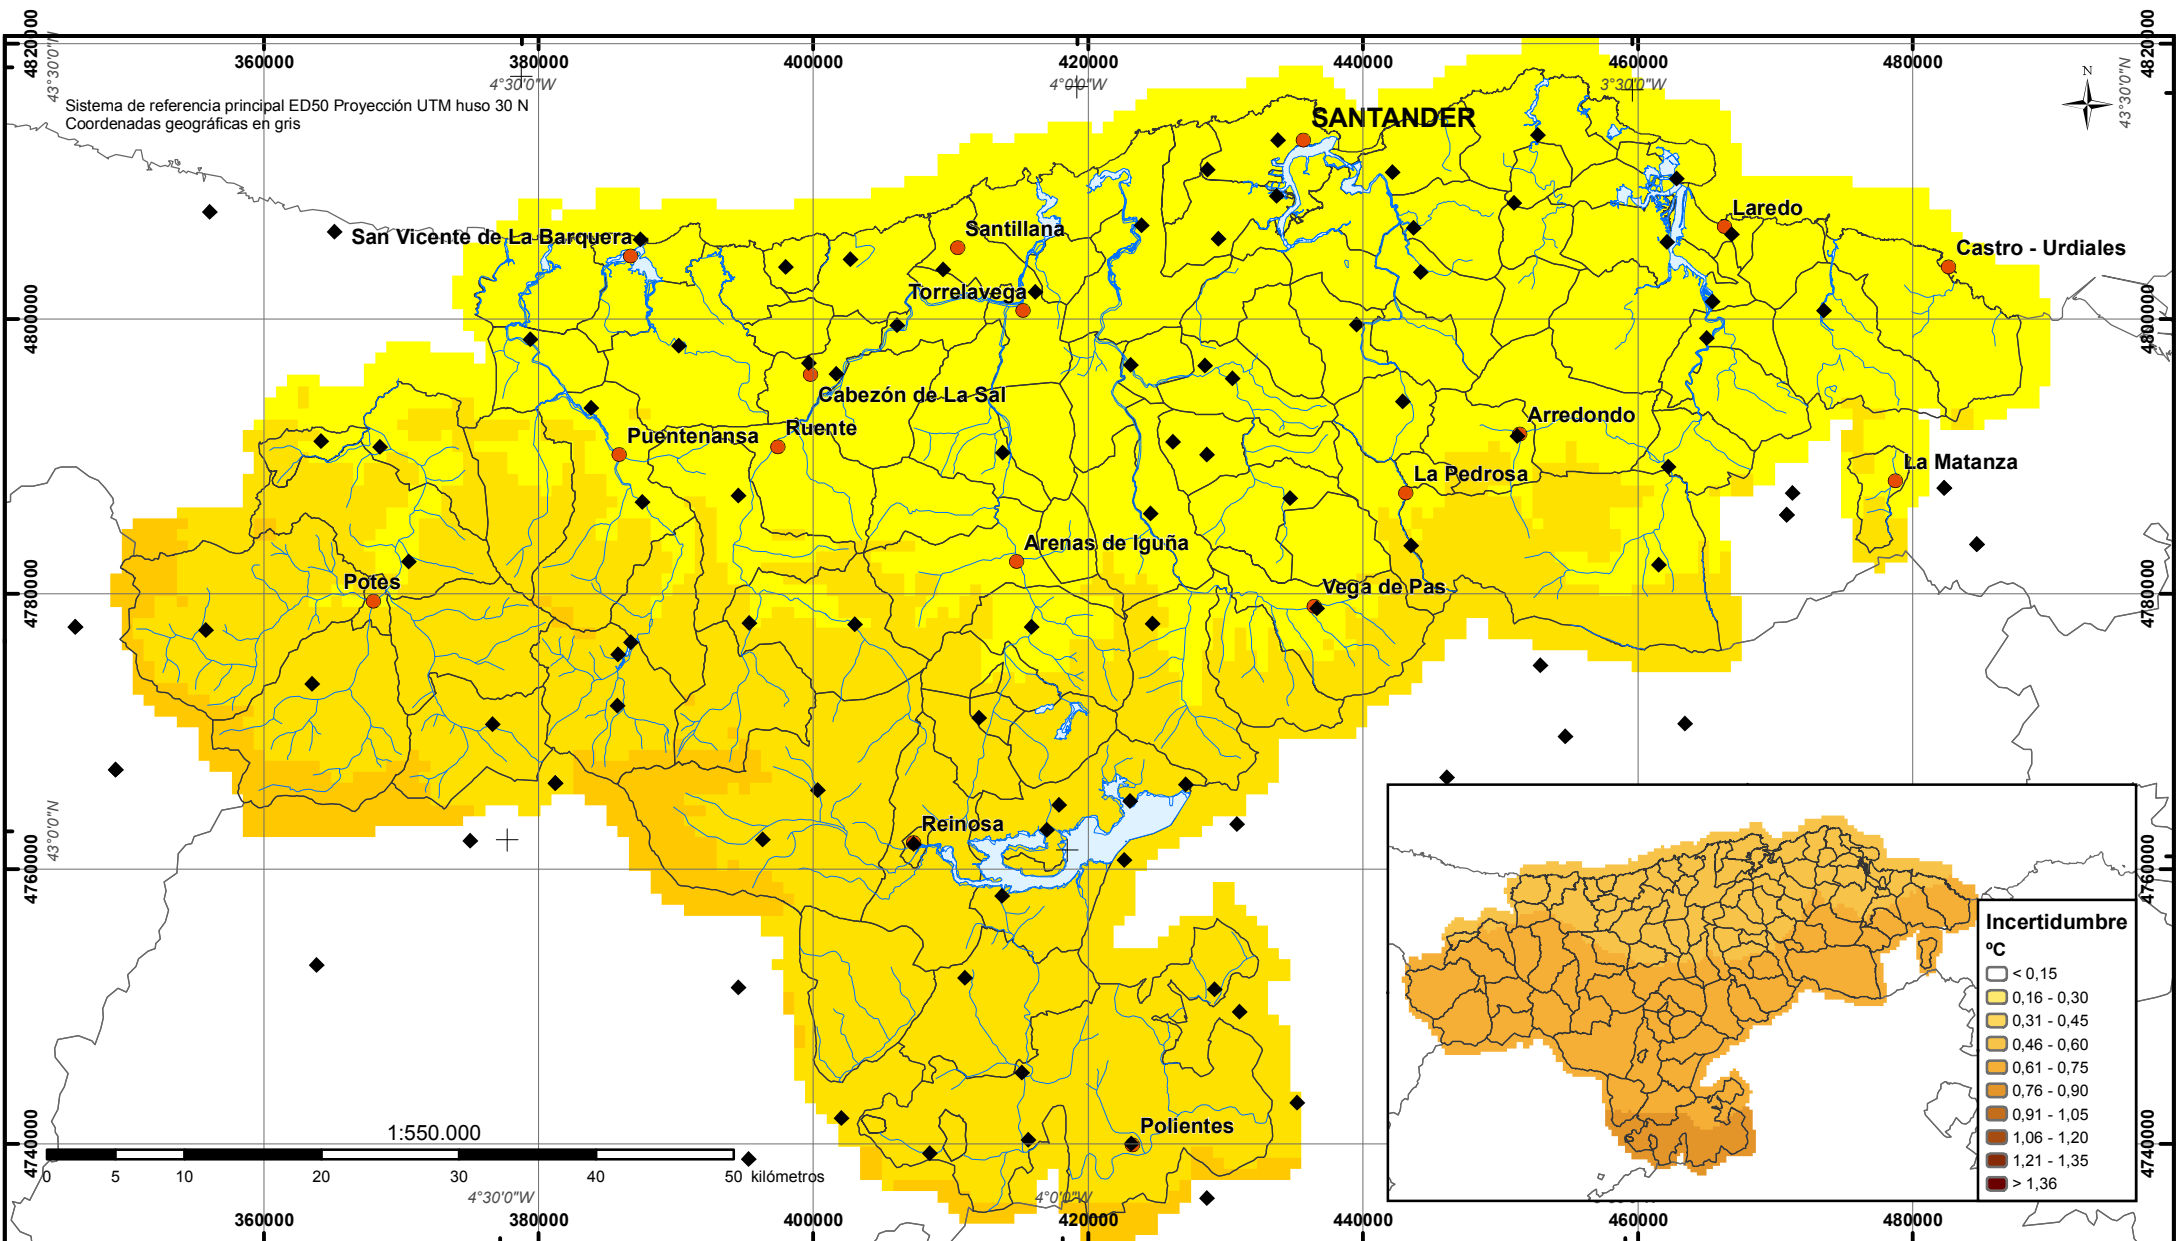 360000 380000 400000 420000 440000 460000 480000
4820000 43°30'0"N 4°30'0"W 4°0'0"W 3°30'0"W 43°30'0"N 4820000
N
Sistema de referencia principal ED50 Proyección UTM huso 30 N
Coordenadas geográficas en gris
SANTANDER
Laredo
Santillana
San Vicente de La Barquera
Castro - Urdiales
Torrelavega
4800000 4800000
Cabezón de La Sal
Arredondo
Ruente
Puentenansa
La Matanza
La Pedrosa
Arenas de Iguña
Potes
Vega de Pas
4780000 4780000
Reinosa
43°0'0"N
4760000 4760000
Incertidumbre
ºC
< 0,15
0,16 - 0,30
0,31 - 0,45
0,46 - 0,60
0,61 - 0,75
0,76 - 0,90
0,91 - 1,05
1,06 - 1,20
1,21 - 1,35
> 1,36
Polientes
1:550.000
4740000 4740000
0 5 10 20 30 40 50 kilómetros
4°30'0"W 4°0'0"W
360000 380000 400000 420000 440000 460000 480000